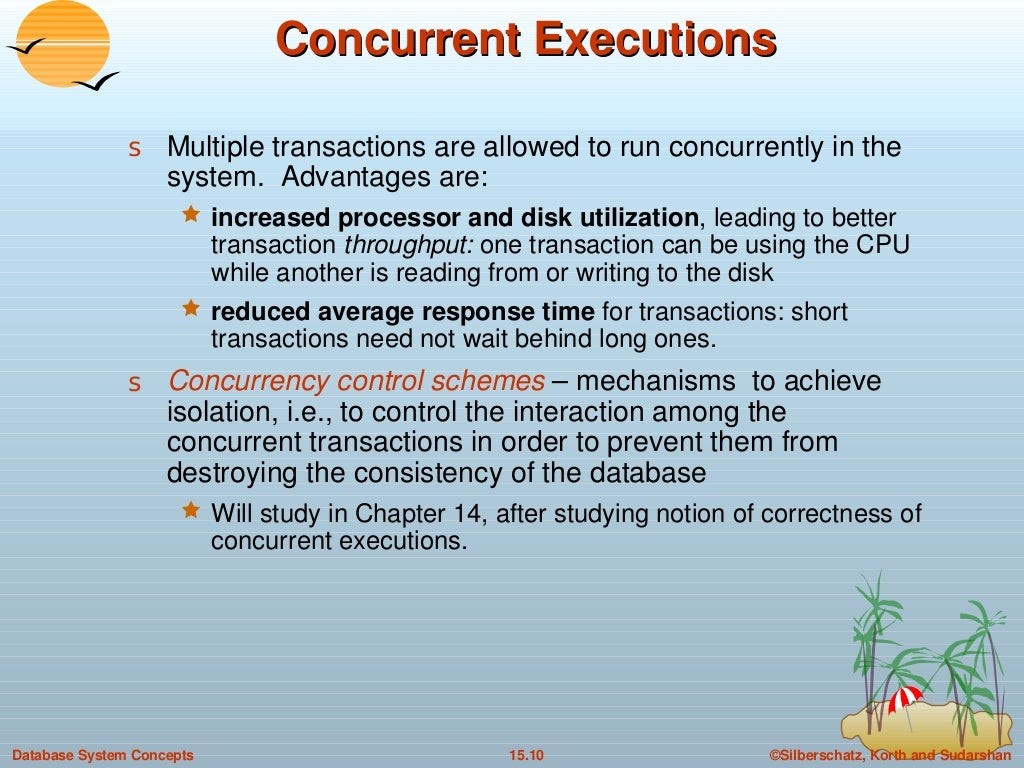 Concurrent Executions
s Multiple transactions are allowed to run concurrently in the
system.  Advantages are:
increased processor and disk utilization, leading to better
transaction throughput: one transaction can be using the CPU
while another is reading from or writing to the disk
reduced average response time for transactions: short
transactions need not wait behind long ones.
s Concurrency control schemes – mechanisms  to achieve
isolation, i.e., to control the interaction among the
concurrent transactions in order to prevent them from
destroying the consistency of the database
Will study in Chapter 14, after studying notion of correctness of
concurrent executions.
Database System Concepts 15.10 ©Silberschatz, Korth and Sudarshan